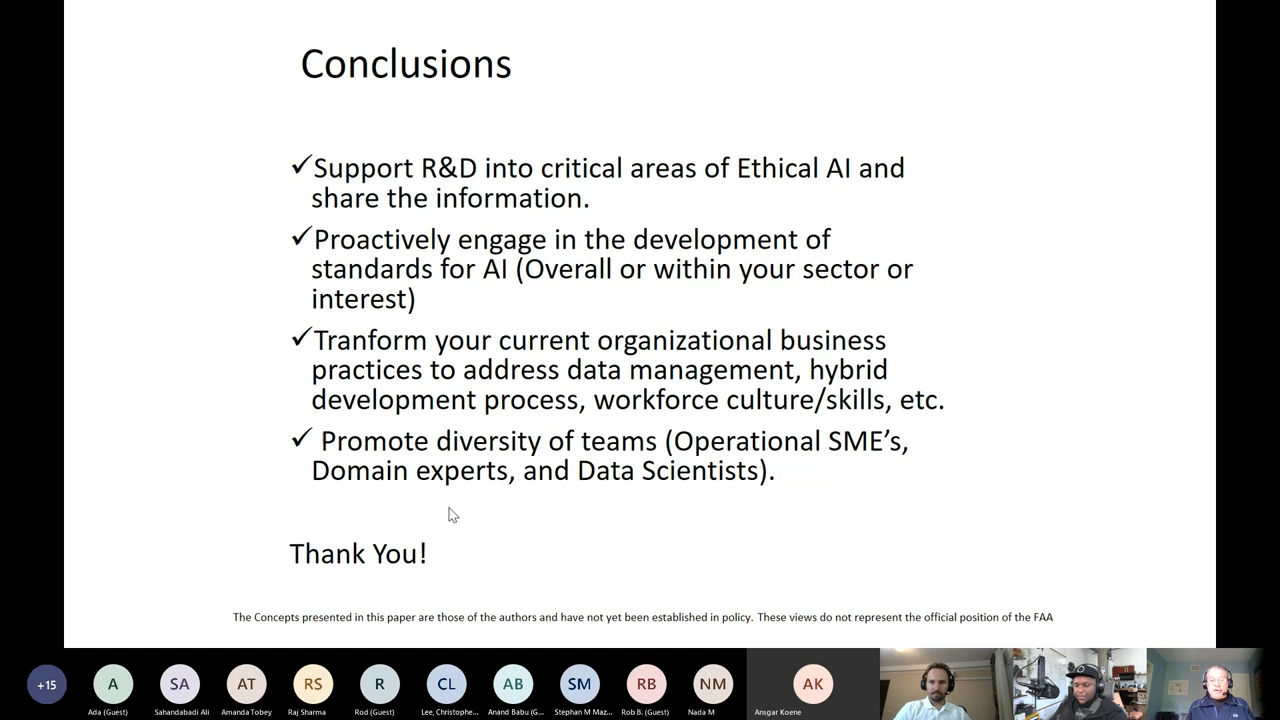 Conclusions
✓Support R&D into critical areas of Ethical AI and
share the information.
✓Proactively engage in the development of
standards for AI (Overall or within your sector or
interest)
✓Tranform your current organizational business
practices to address data management, hybrid
development process, workforce culture/skills, etc.
✓ Promote diversity of teams (Operational SME's,
Domain experts, and Data Scientists).
Thank You!
The Concepts presented in this paper are those of the authors and have not yet been established in policy. These views do not represent the official position of the FAA
+15 A SA AT RS R CL AB SM RB NM AK
Ada (Guest) Sahandabadi Ali Amanda Tobey Raj Sharma Rod (Guest) Lee, Christophe... Anand Babu (G... Stephan M Maz... Rob B. (Guest) Nada M Ansgar Koene